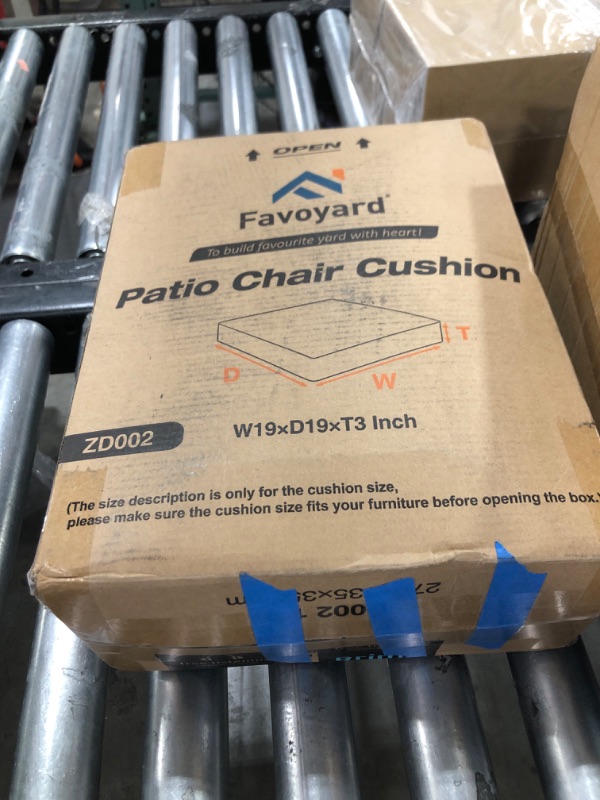 OPEN
Favoyard
To build favourite yard with heart!
Patio Chair Cushion
T
D
W
ZD002
W19×D19×T3 Inch
(The size description is only for the cushion size,
please make sure the cushion size fits your furniture before opening the box.)